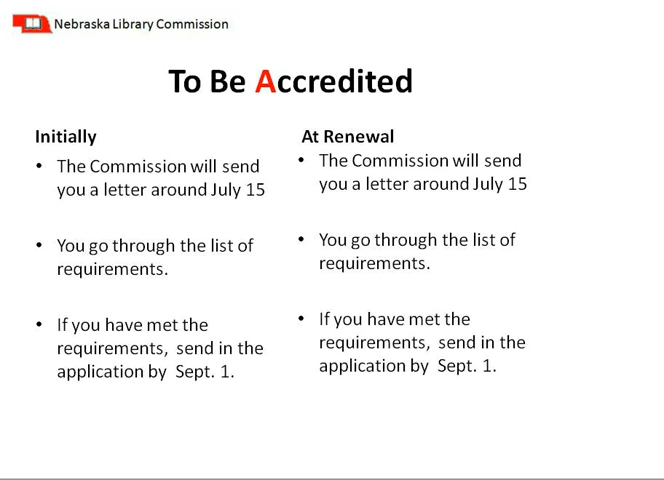 Nebraska Library Commission
To Be Accredited
Initially
• The Commission will send
you a letter around July 15
• You go through the list of
requirements.
• If you have met the
requirements,  send in the
application by  Sept. 1.
At Renewal
• The Commission will send
you a letter around July 15
• You go through the list of
requirements.
• If you have met the
requirements,  send in the
application by  Sept. 1.